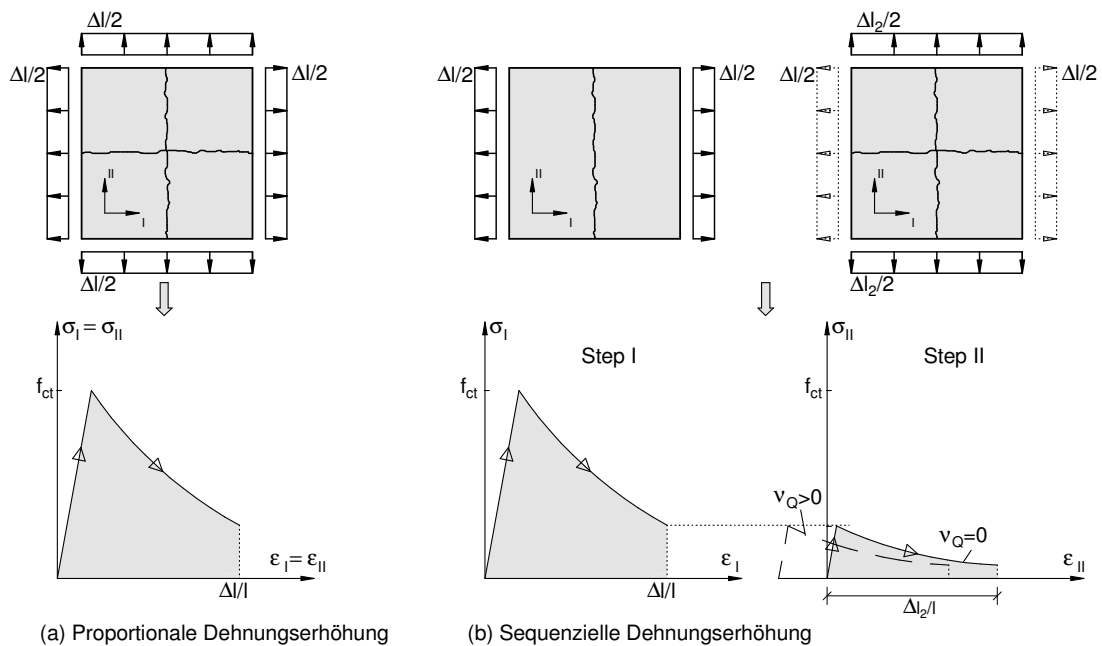 Δl/2
Δl/2
Δl/2
II
I
Δl/2
σI = σII
fct
εI = εII
Δl/l
(a) Proportionale Dehnungserhöhung
Δl/2
Δl/2
II
I
Δl2/2
Δl/2
Δl/2
II
I
Δl2/2
σI
Step I
fct
εI
Δl/l
σII
Step II
νQ>0
νQ=0
εII
Δl2/l
(b) Sequenzielle Dehnungserhöhung